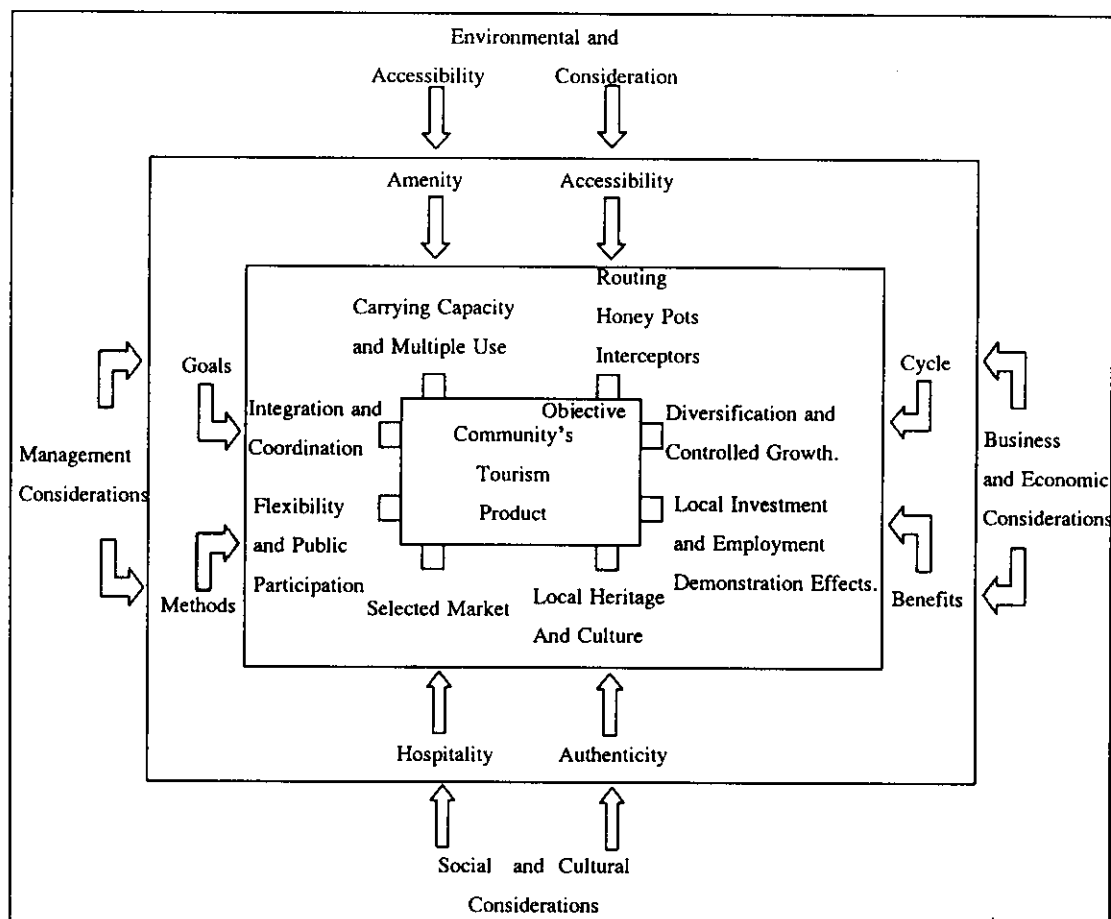 Environmental and
Accessibility Consideration
Amenity Accessibility
Carrying Capacity
and Multiple Use
Routing
Honey Pots
Interceptors
Goals
Integration and
Coordination
Objective
Community's
Tourism
Product
Diversification and
Controlled Growth.
Cycle
Management
Considerations
Business
and Economic
Considerations
Flexibility
and Public
Participation
Local Investment
and Employment
Demonstration Effects.
Methods
Selected Market
Local Heritage
And Culture
Benefits
Hospitality Authenticity
Social and Cultural
Considerations